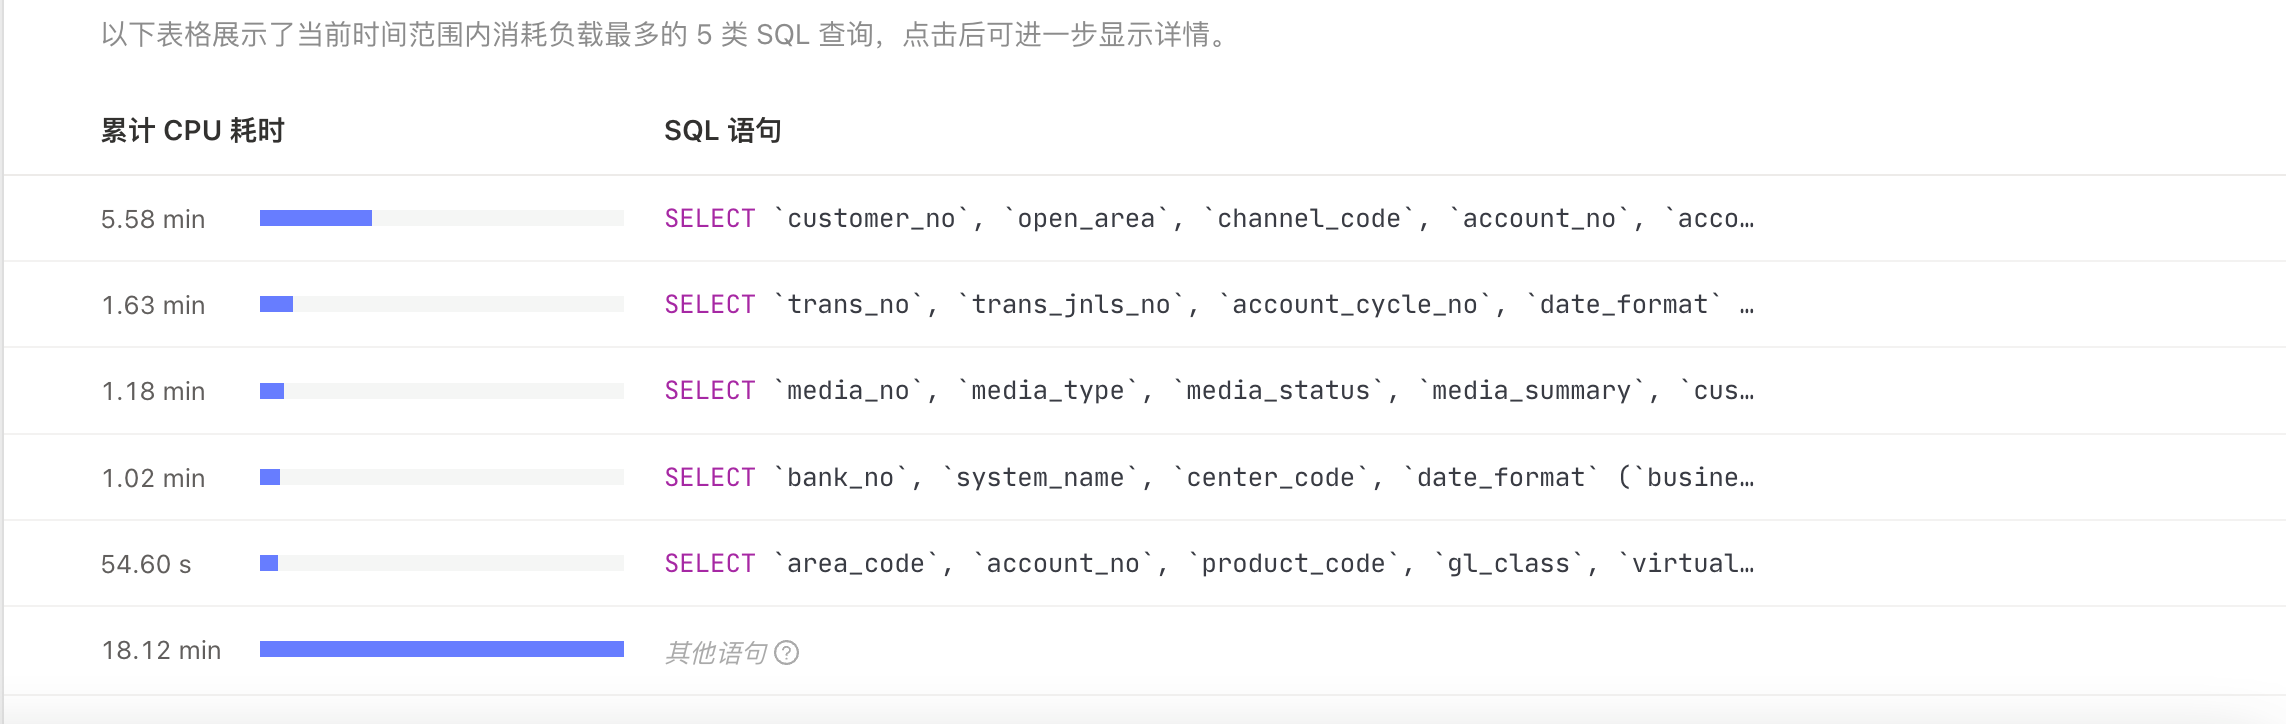 以下表格展示了当前时间范围内消耗负载最多的 5 类 SQL 查询，点击后可进一步显示详情。
累计 CPU 耗时 SQL 语句
5.58 min SELECT `customer_no`, `open_area`, `channel_code`, `account_no`, `acco…
1.63 min SELECT `trans_no`, `trans_jnls_no`, `account_cycle_no`, `date_format` …
1.18 min SELECT `media_no`, `media_type`, `media_status`, `media_summary`, `cus…
1.02 min SELECT `bank_no`, `system_name`, `center_code`, `date_format` (`busine…
54.60 s SELECT `area_code`, `account_no`, `product_code`, `gl_class`, `virtual…
18.12 min 其他语句 ?